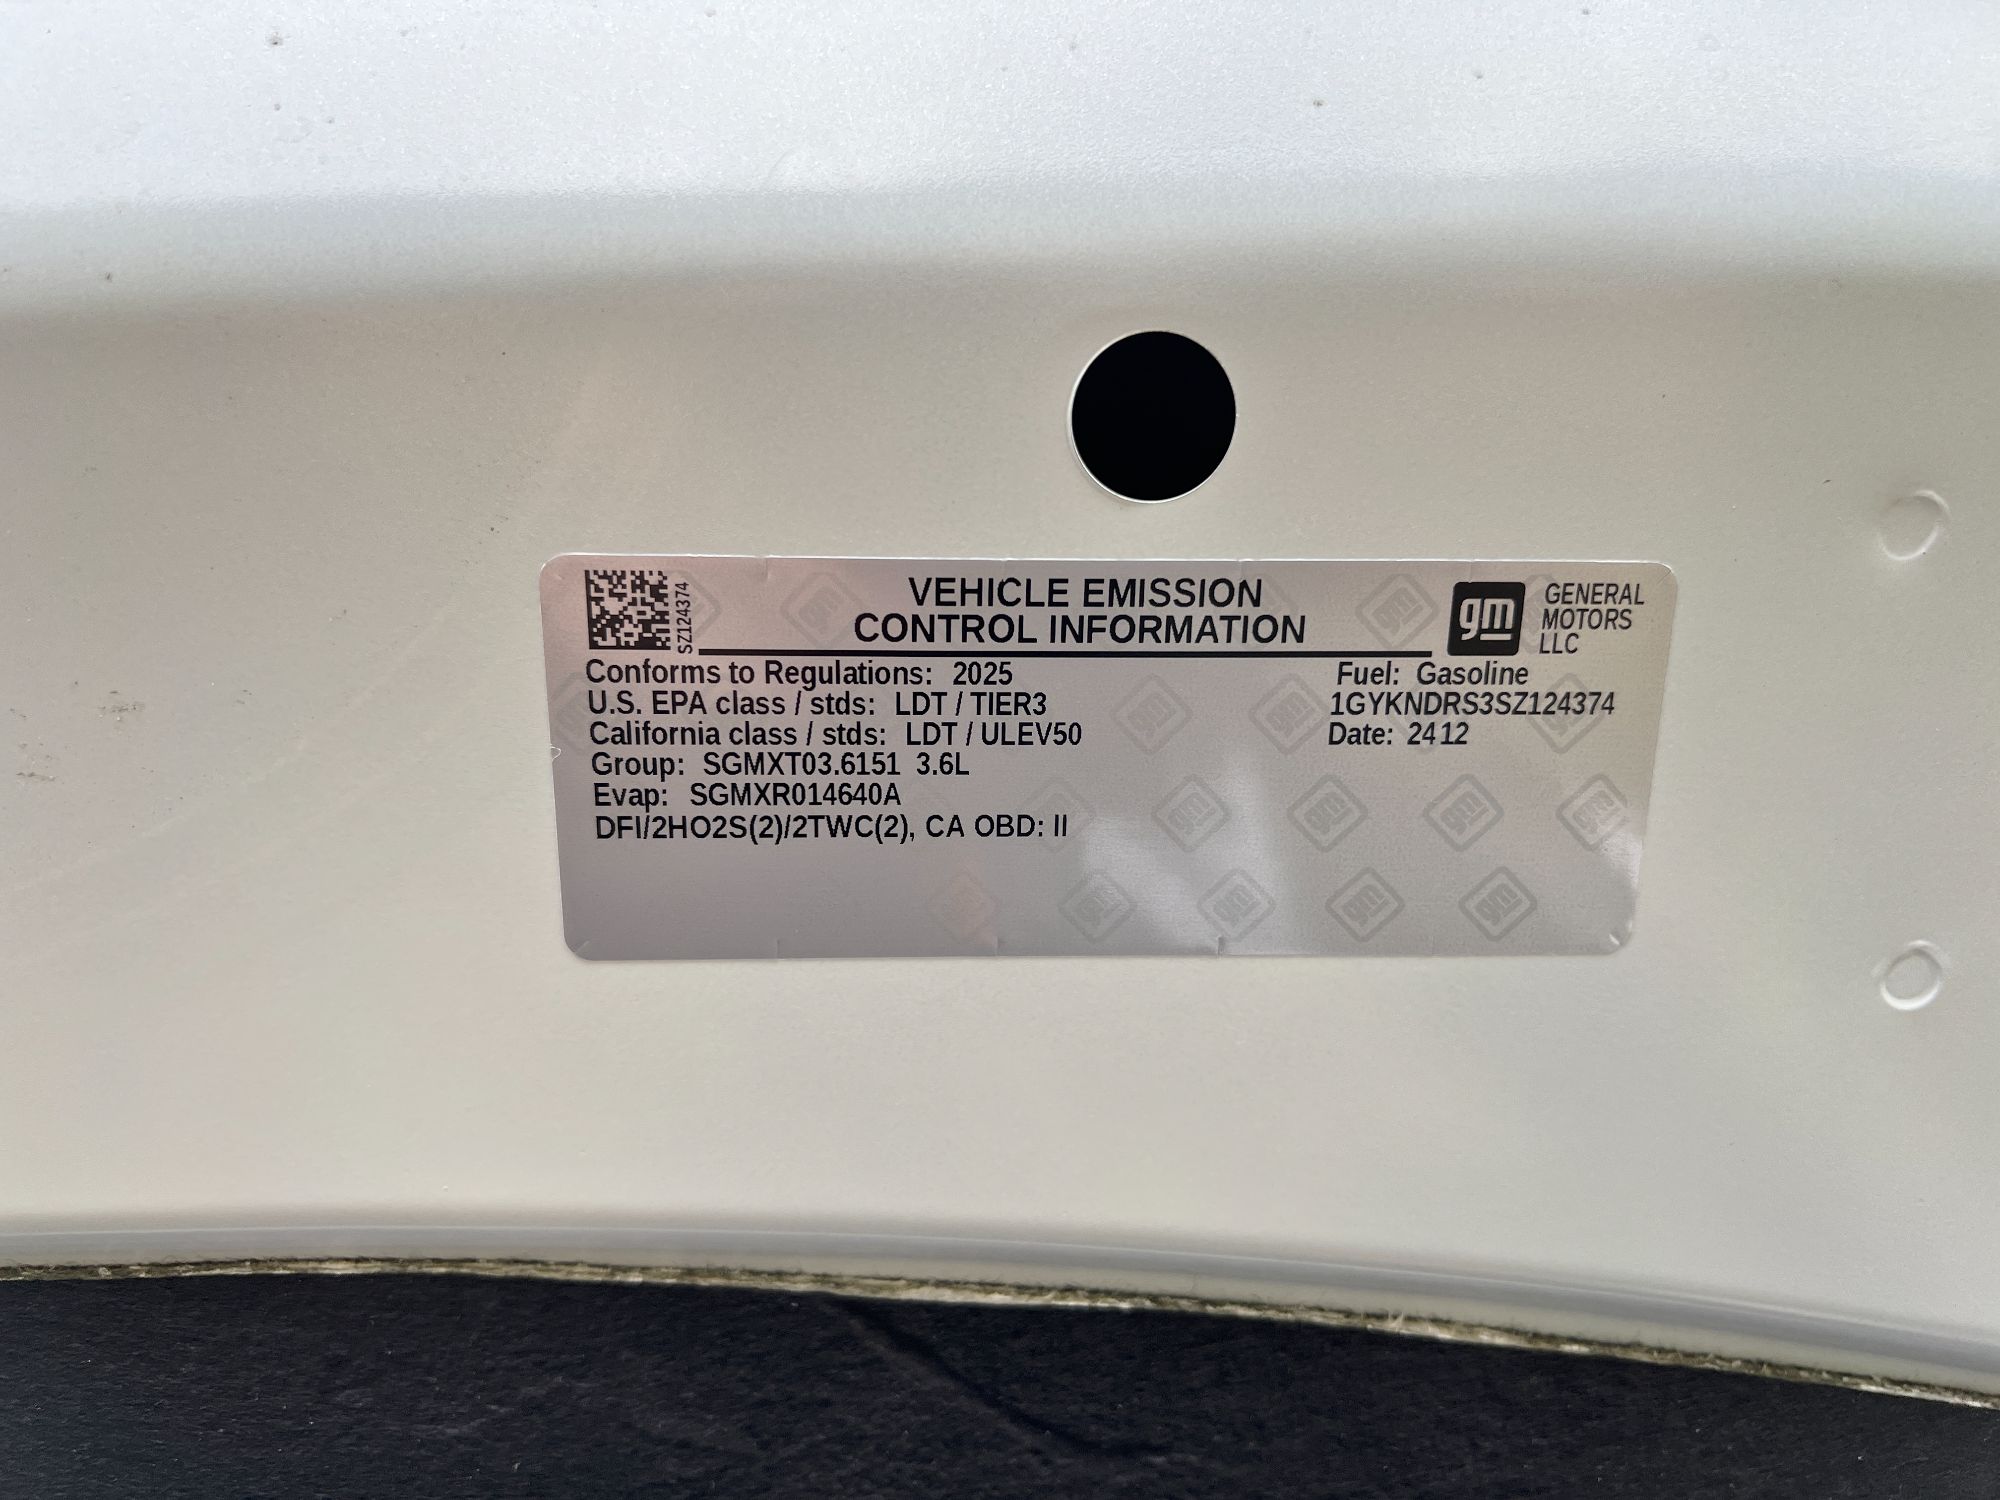 SZ124374
VEHICLE EMISSION
CONTROL INFORMATION
gm
GENERAL
MOTORS
LLC
Conforms to Regulations: 2025
U.S. EPA class / stds: LDT / TIER3
California class / stds: LDT / ULEV50
Group: SGMXT03.6151 3.6L
Evap: SGMXR014640A
DFI/2HO2S(2)/2TWC(2), CA OBD: II
Fuel: Gasoline
1GYKNDRS3SZ124374
Date: 2412